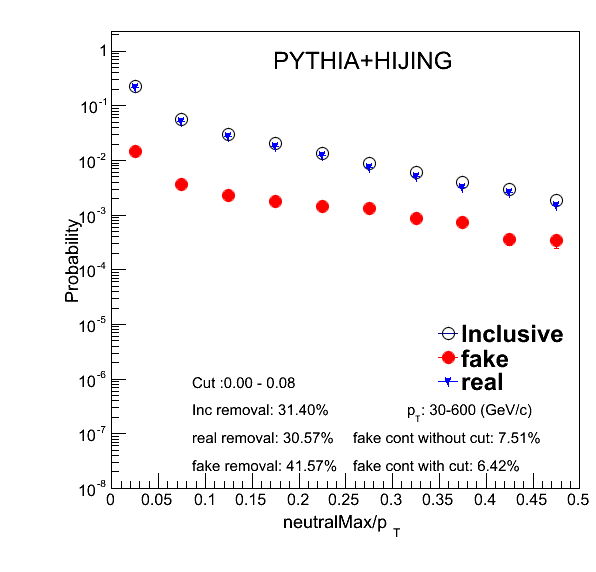 PYTHIA+HIJING
Probability
1
10-1
10-2
10-3
10-4
10-5
10-6
10-7
10-8
Inclusive
fake
real
Cut :0.00 - 0.08
Inc removal: 31.40% pT: 30-600 (GeV/c)
real removal: 30.57% fake cont without cut: 7.51%
fake removal: 41.57% fake cont with cut: 6.42%
0 0.05 0.1 0.15 0.2 0.25 0.3 0.35 0.4 0.45 0.5
neutralMax/p T